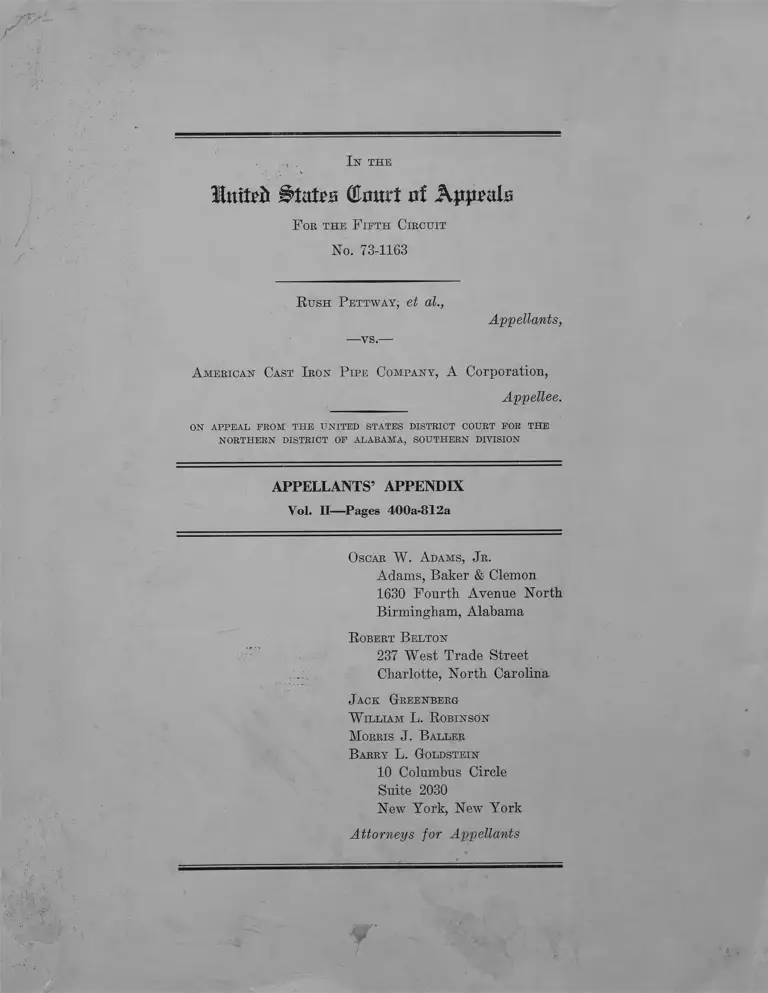 IN THE
United States Court of Appeals
FOR THE FIFTH CIRCUIT
No. 73-1163
RUSH PETTWAY, et al.,
Appellants,
—vs.—
AMERICAN CAST IRON PIPE COMPANY, A Corporation,
Appellee.
ON APPEAL FROM THE UNITED STATES DISTRICT COURT FOR THE
NORTHERN DISTRICT OF ALABAMA, SOUTHERN DIVISION
APPELLANTS' APPENDIX
Vol. II—Pages 400a-812a
OSCAR W. ADAMS, JR.
Adams, Baker & Clemon
1630 Fourth Avenue North
Birmingham, Alabama
ROBERT BELTON
237 West Trade Street
Charlotte, North Carolina
JACK GREENBERG
WILLIAM L. ROBINSON
MORRIS J. BALLER
BARRY L. GOLDSTEIN
10 Columbus Circle
Suite 2030
New York, New York
Attorneys for Appellants